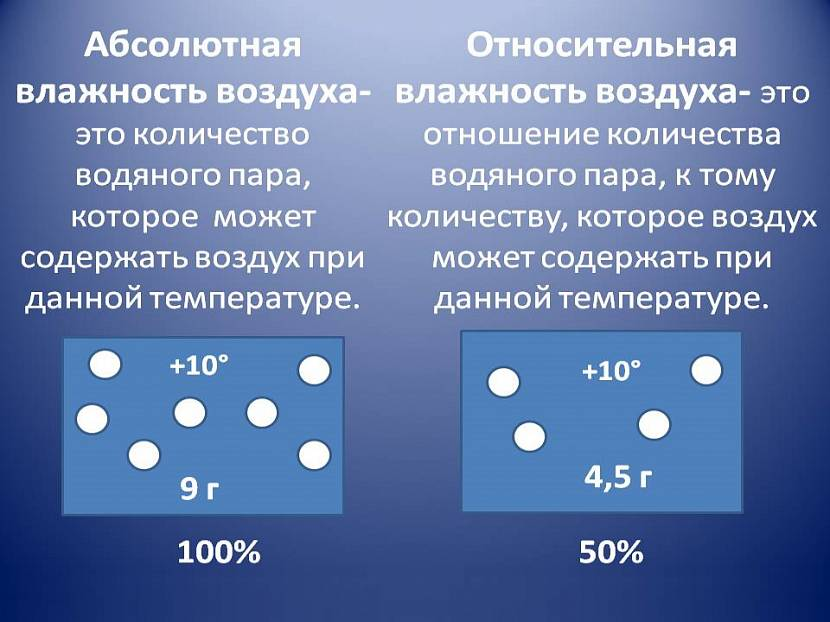 Абсолютная
влажность воздуха-
это количество
водяного пара,
которое может
содержать воздух при
данной температуре.
+10°
9 г
100%
Относительная
влажность воздуха- это
отношение количества
водяного пара, к тому
количеству, которое воздух
может содержать при
данной температуре.
+10°
4,5 г
50%